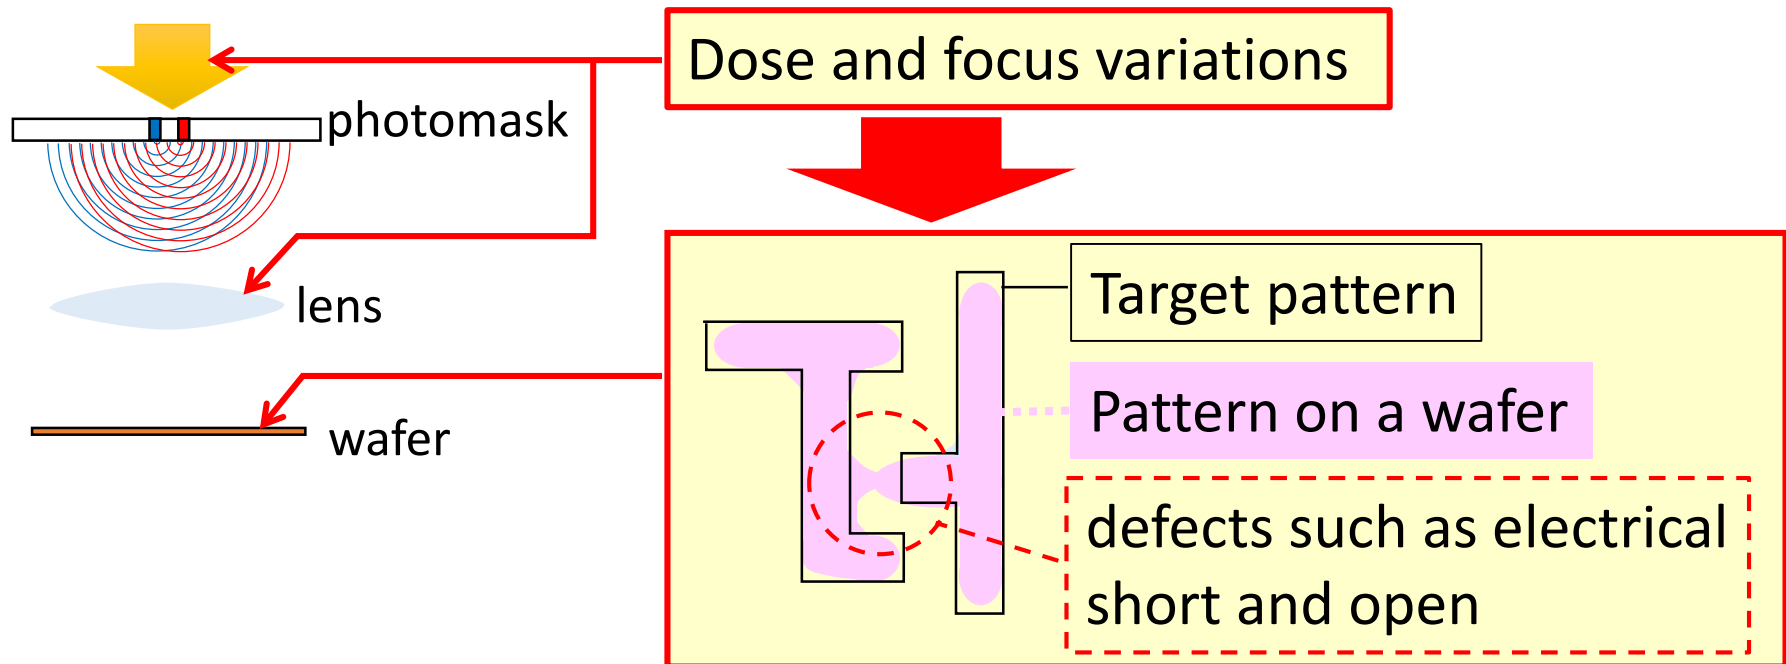 Dose and focus variations
photomask
lens
wafer
Target pattern
Pattern on a wafer
defects such as electrical
short and open